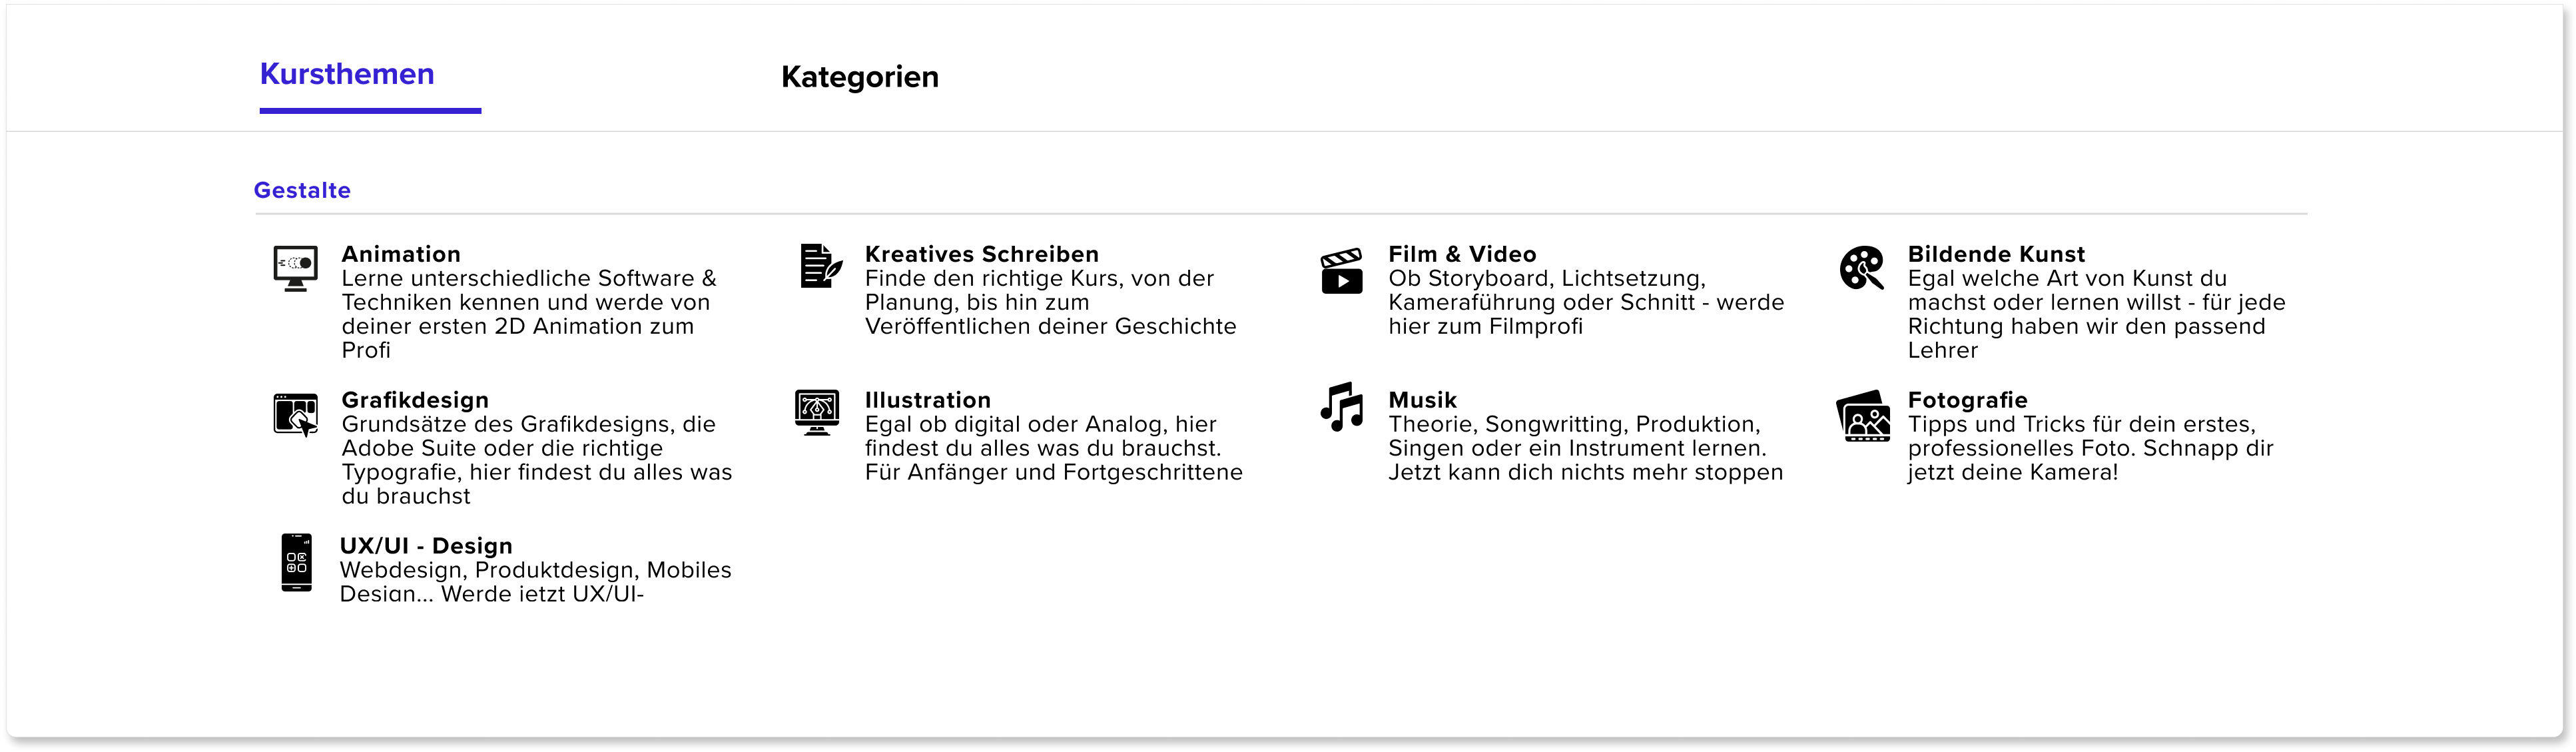 Kursthemen
Kategorien
Gestalte
Animation
Lerne unterschiedliche Software &
Techniken kennen und werde von
deiner ersten 2D Animation zum
Profi
Kreatives Schreiben
Finde den richtige Kurs, von der
Planung, bis hin zum
Veröffentlichen deiner Geschichte
Film & Video
Ob Storyboard, Lichtsetzung,
Kameraführung oder Schnitt - werde
hier zum Filmprofi
Bildende Kunst
Egal welche Art von Kunst du
machst oder lernen willst - für jede
Richtung haben wir den passend
Lehrer
Grafikdesign
Grundsätze des Grafikdesigns, die
Adobe Suite oder die richtige
Typografie, hier findest du alles was
du brauchst
Illustration
Egal ob digital oder Analog, hier
findest du alles was du brauchst.
Für Anfänger und Fortgeschrittene
Musik
Theorie, Songwritting, Produktion,
Singen oder ein Instrument lernen.
Jetzt kann dich nichts mehr stoppen
Fotografie
Tipps und Tricks für dein erstes,
professionelles Foto. Schnapp dir
jetzt deine Kamera!
UX/UI - Design
Webdesign, Produktdesign, Mobiles
Design... Werde jetzt UX/UI-